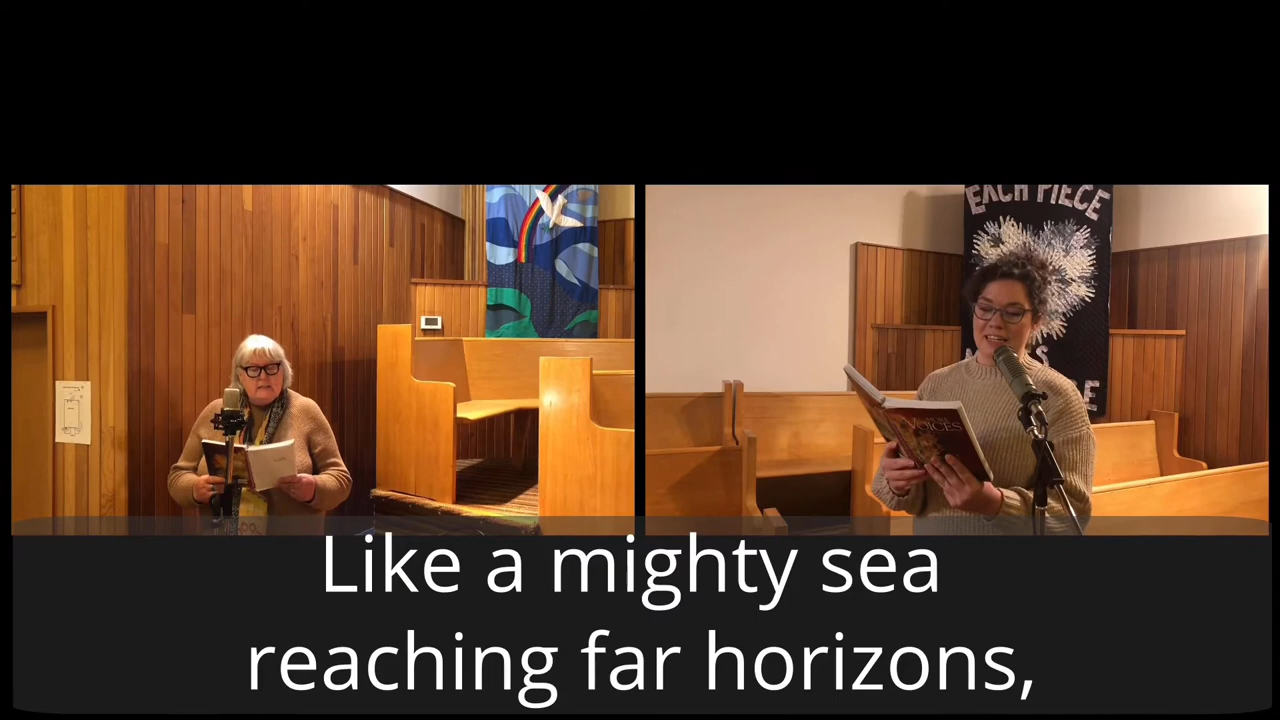 EACH PIECE
VOICES
Like a mighty sea
reaching far horizons,